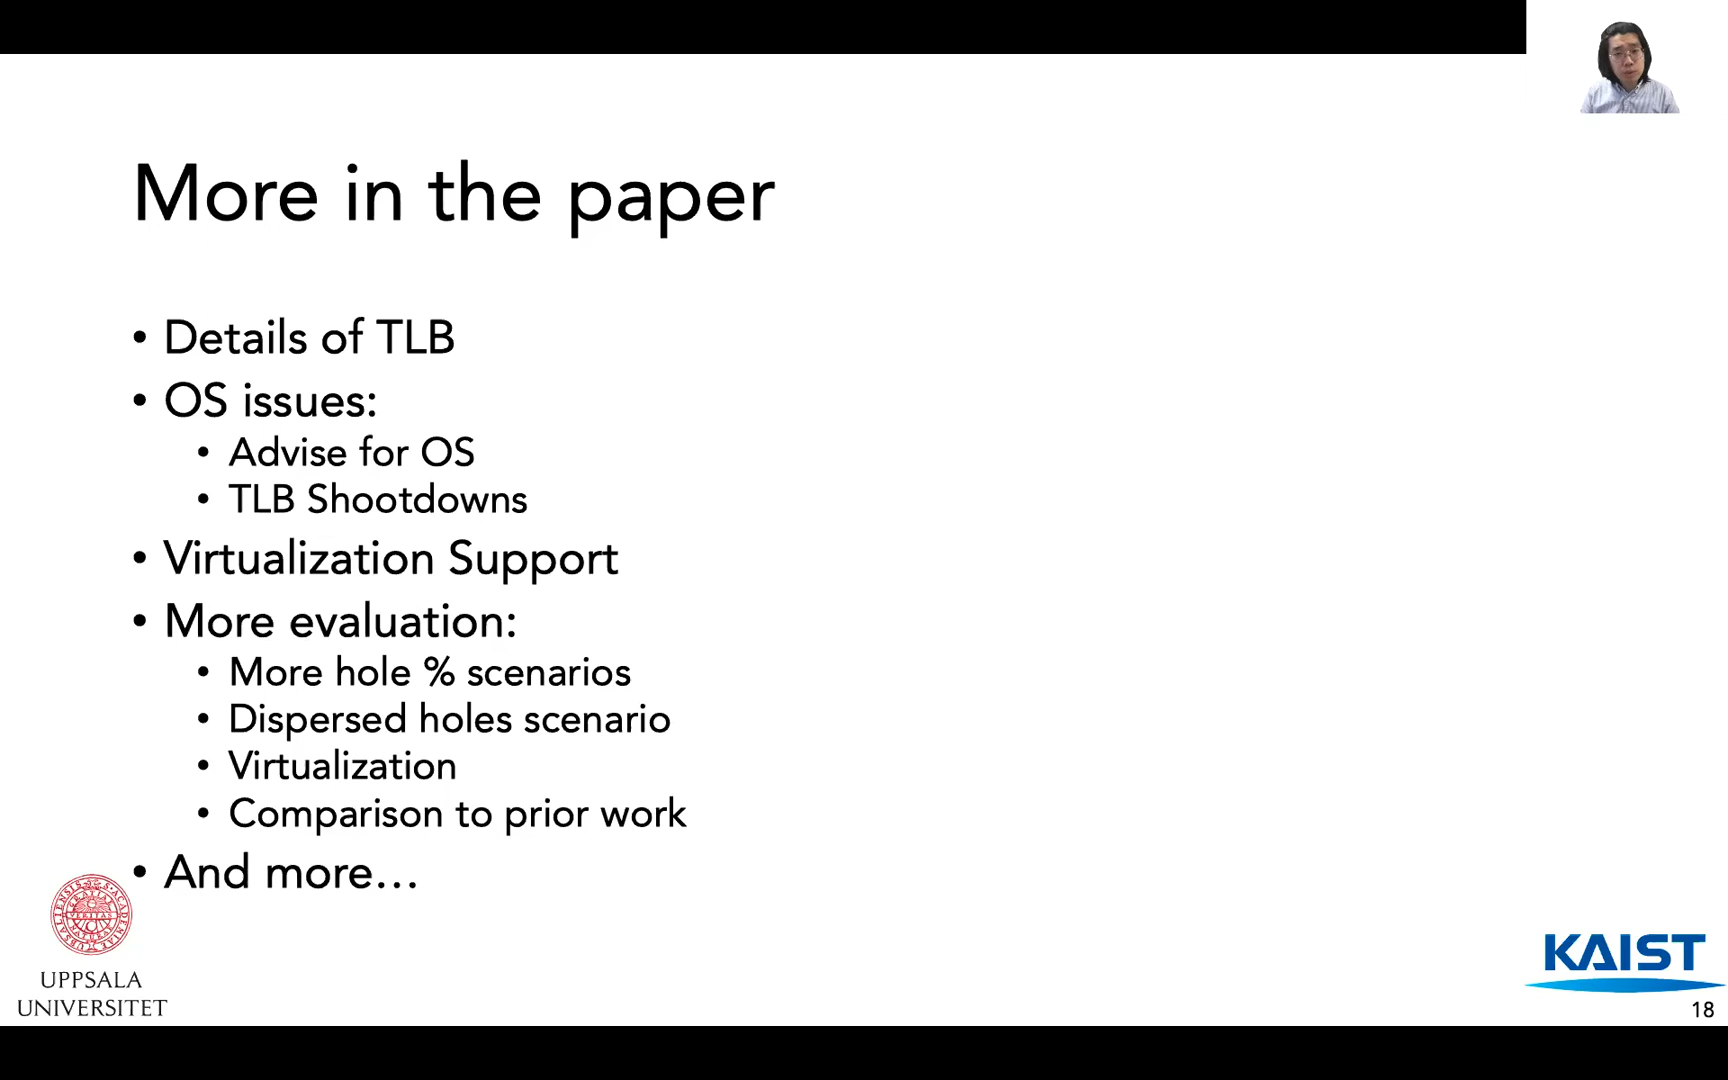 More in the paper
• Details of TLB
• OS issues:
• Advise for OS
• TLB Shootdowns
• Virtualization Support
• More evaluation:
• More hole % scenarios
• Dispersed holes scenario
• Virtualization
• Comparison to prior work
• And more…
UPPSALA
UNIVERSITET
KAIST
18